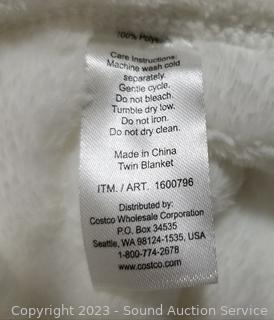 100% Polyester
Care Instructions:
Machine wash cold
separately.
Gentle cycle.
Do not bleach.
Tumble dry low.
Do not iron.
Do not dry clean.
Made in China
Twin Blanket
ITM. / ART. 1600796
Distributed by:
Costco Wholesale Corporation
P.O. Box 34535
Seattle, WA 98124-1535, USA
1-800-774-2678
www.costco.com
Copyright 2023 - Sound Auction Service